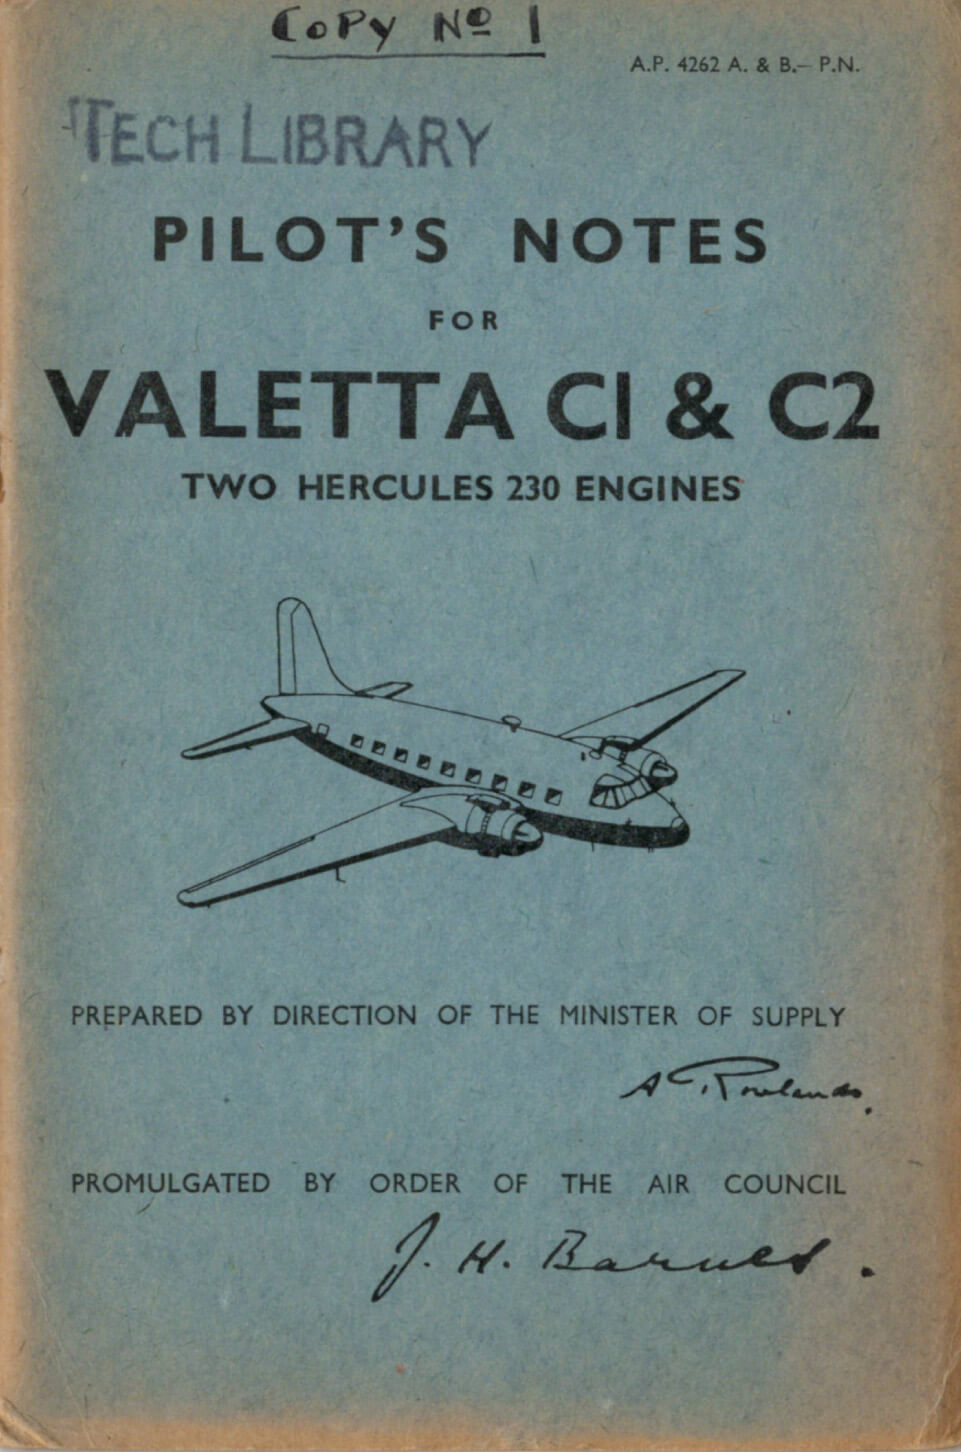 COPY No 1
A.P. 4262 A. & B.— P.N.
TECH LIBRARY
PILOT'S NOTES
FOR
VALETTA C1 & C2
TWO HERCULES 230 ENGINES
PREPARED BY DIRECTION OF THE MINISTER OF SUPPLY
A Rowlands.
PROMULGATED BY ORDER OF THE AIR COUNCIL
J. H. Barnes.